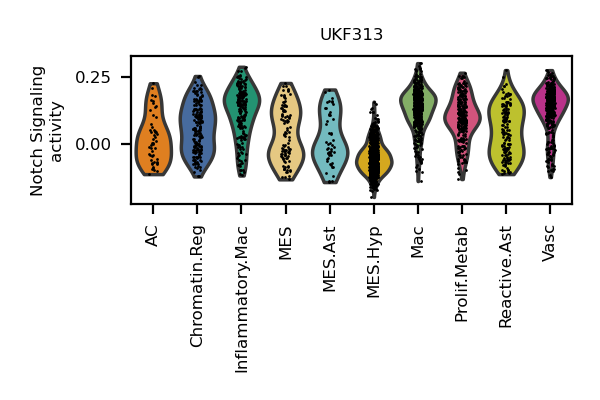 UKF313
Notch Signaling
activity
0.25
0.00
AC
Chromatin.Reg
Inflammatory.Mac
MES
MES.Ast
MES.Hyp
Mac
Prolif.Metab
Reactive.Ast
Vasc